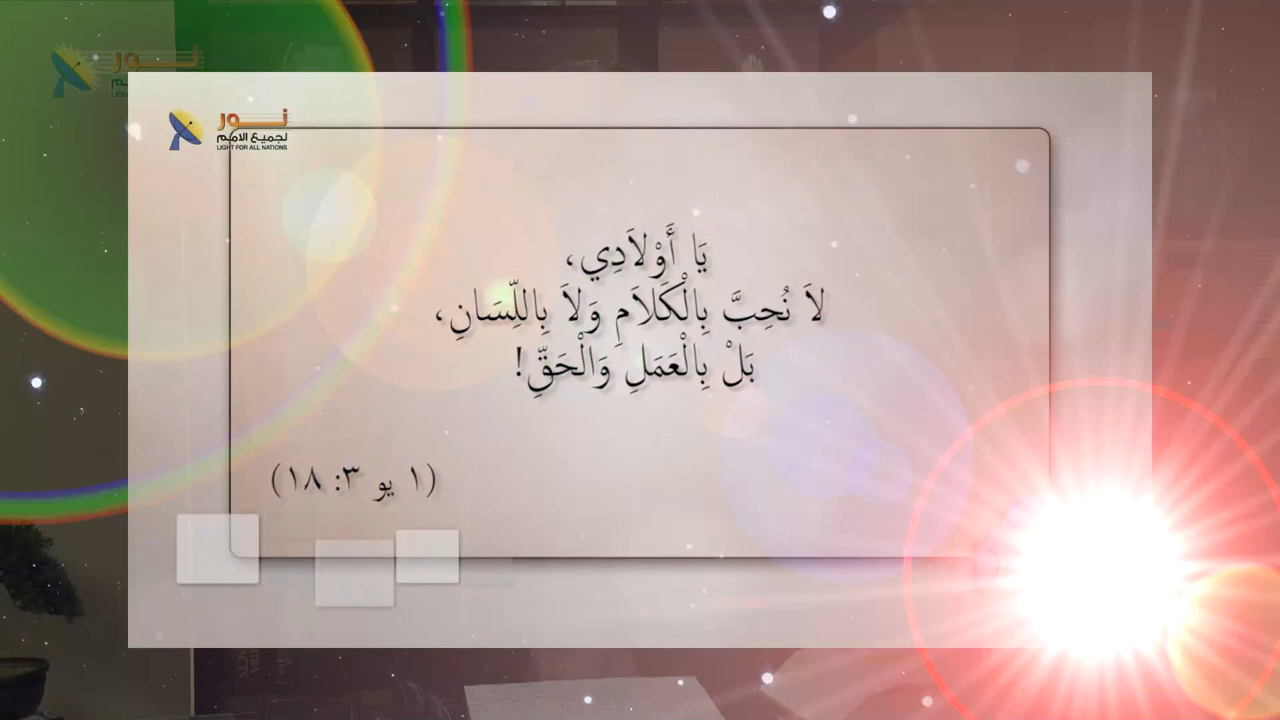 نور
لجميع الامم
LIGHT FOR ALL NATIONS
يَا أَوْلاَدِي،
لاَ نُحِبَّ بِالْكَلاَمِ وَلاَ بِاللِّسَانِ،
بَلْ بِالْعَمَلِ وَالْحَقِّ!
(١ يو ٣: ١٨)